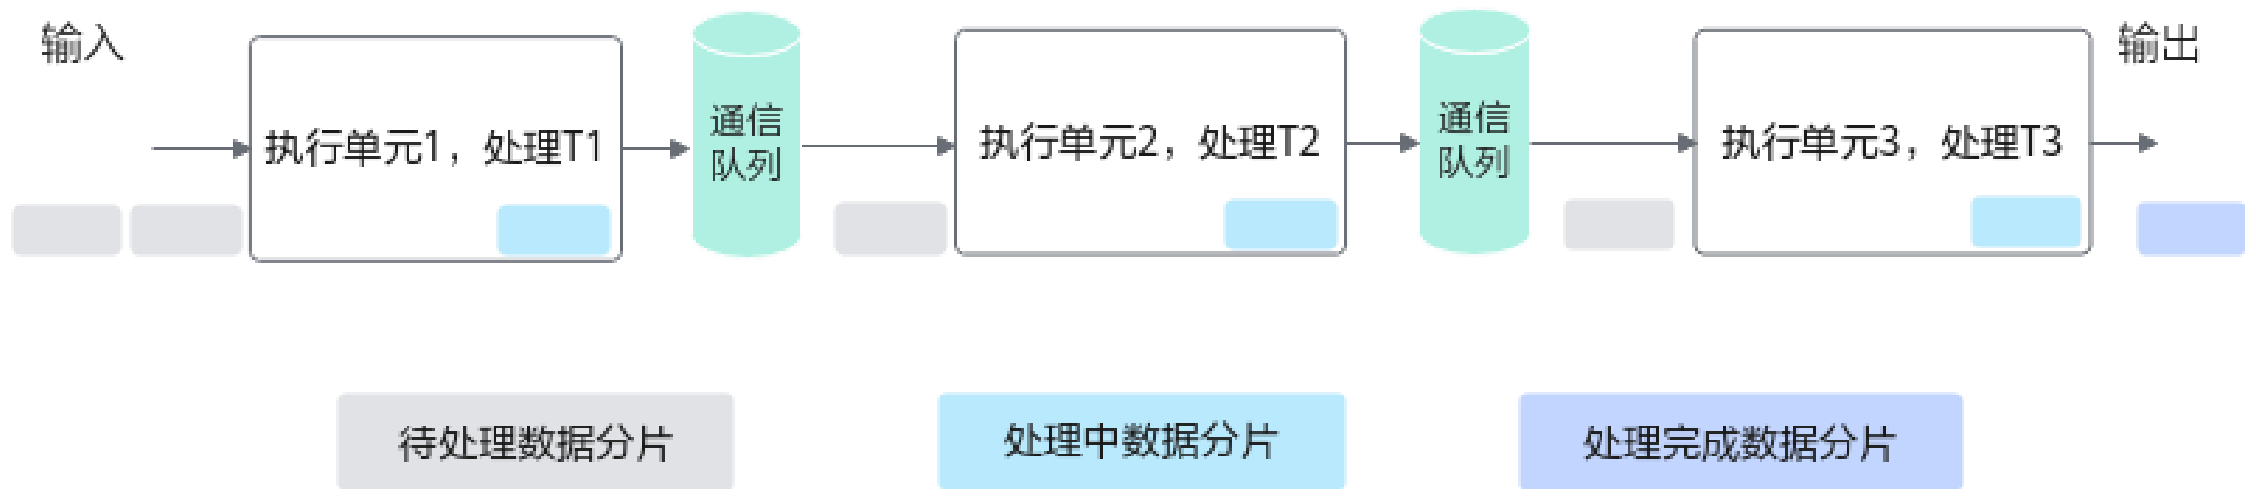 输入
执行单元1，处理T1
通信
队列
执行单元2，处理T2
通信
队列
执行单元3，处理T3
输出
待处理数据分片
处理中数据分片
处理完成数据分片